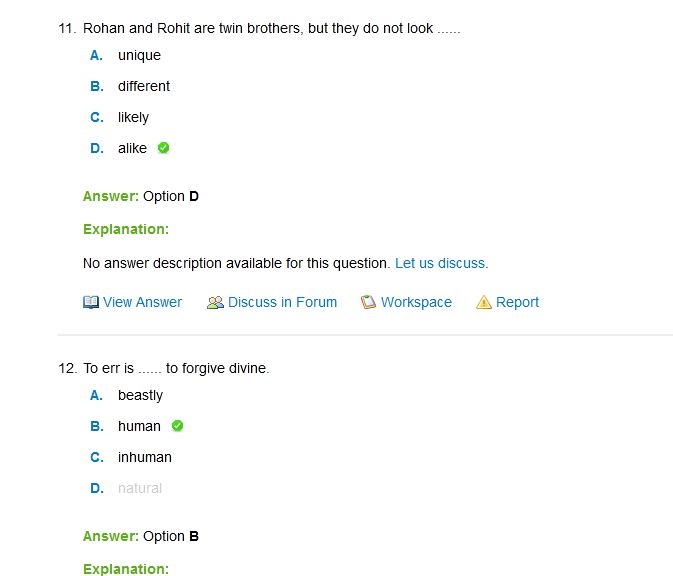 11. Rohan and Rohit are twin brothers, but they do not look ......
A. unique
B. different
C. likely
D. alike
Answer: Option D
Explanation:
No answer description available for this question. Let us discuss.
View Answer Discuss in Forum Workspace Report
12. To err is ...... to forgive divine.
A. beastly
B. human
C. inhuman
D. natural
Answer: Option B
Explanation: